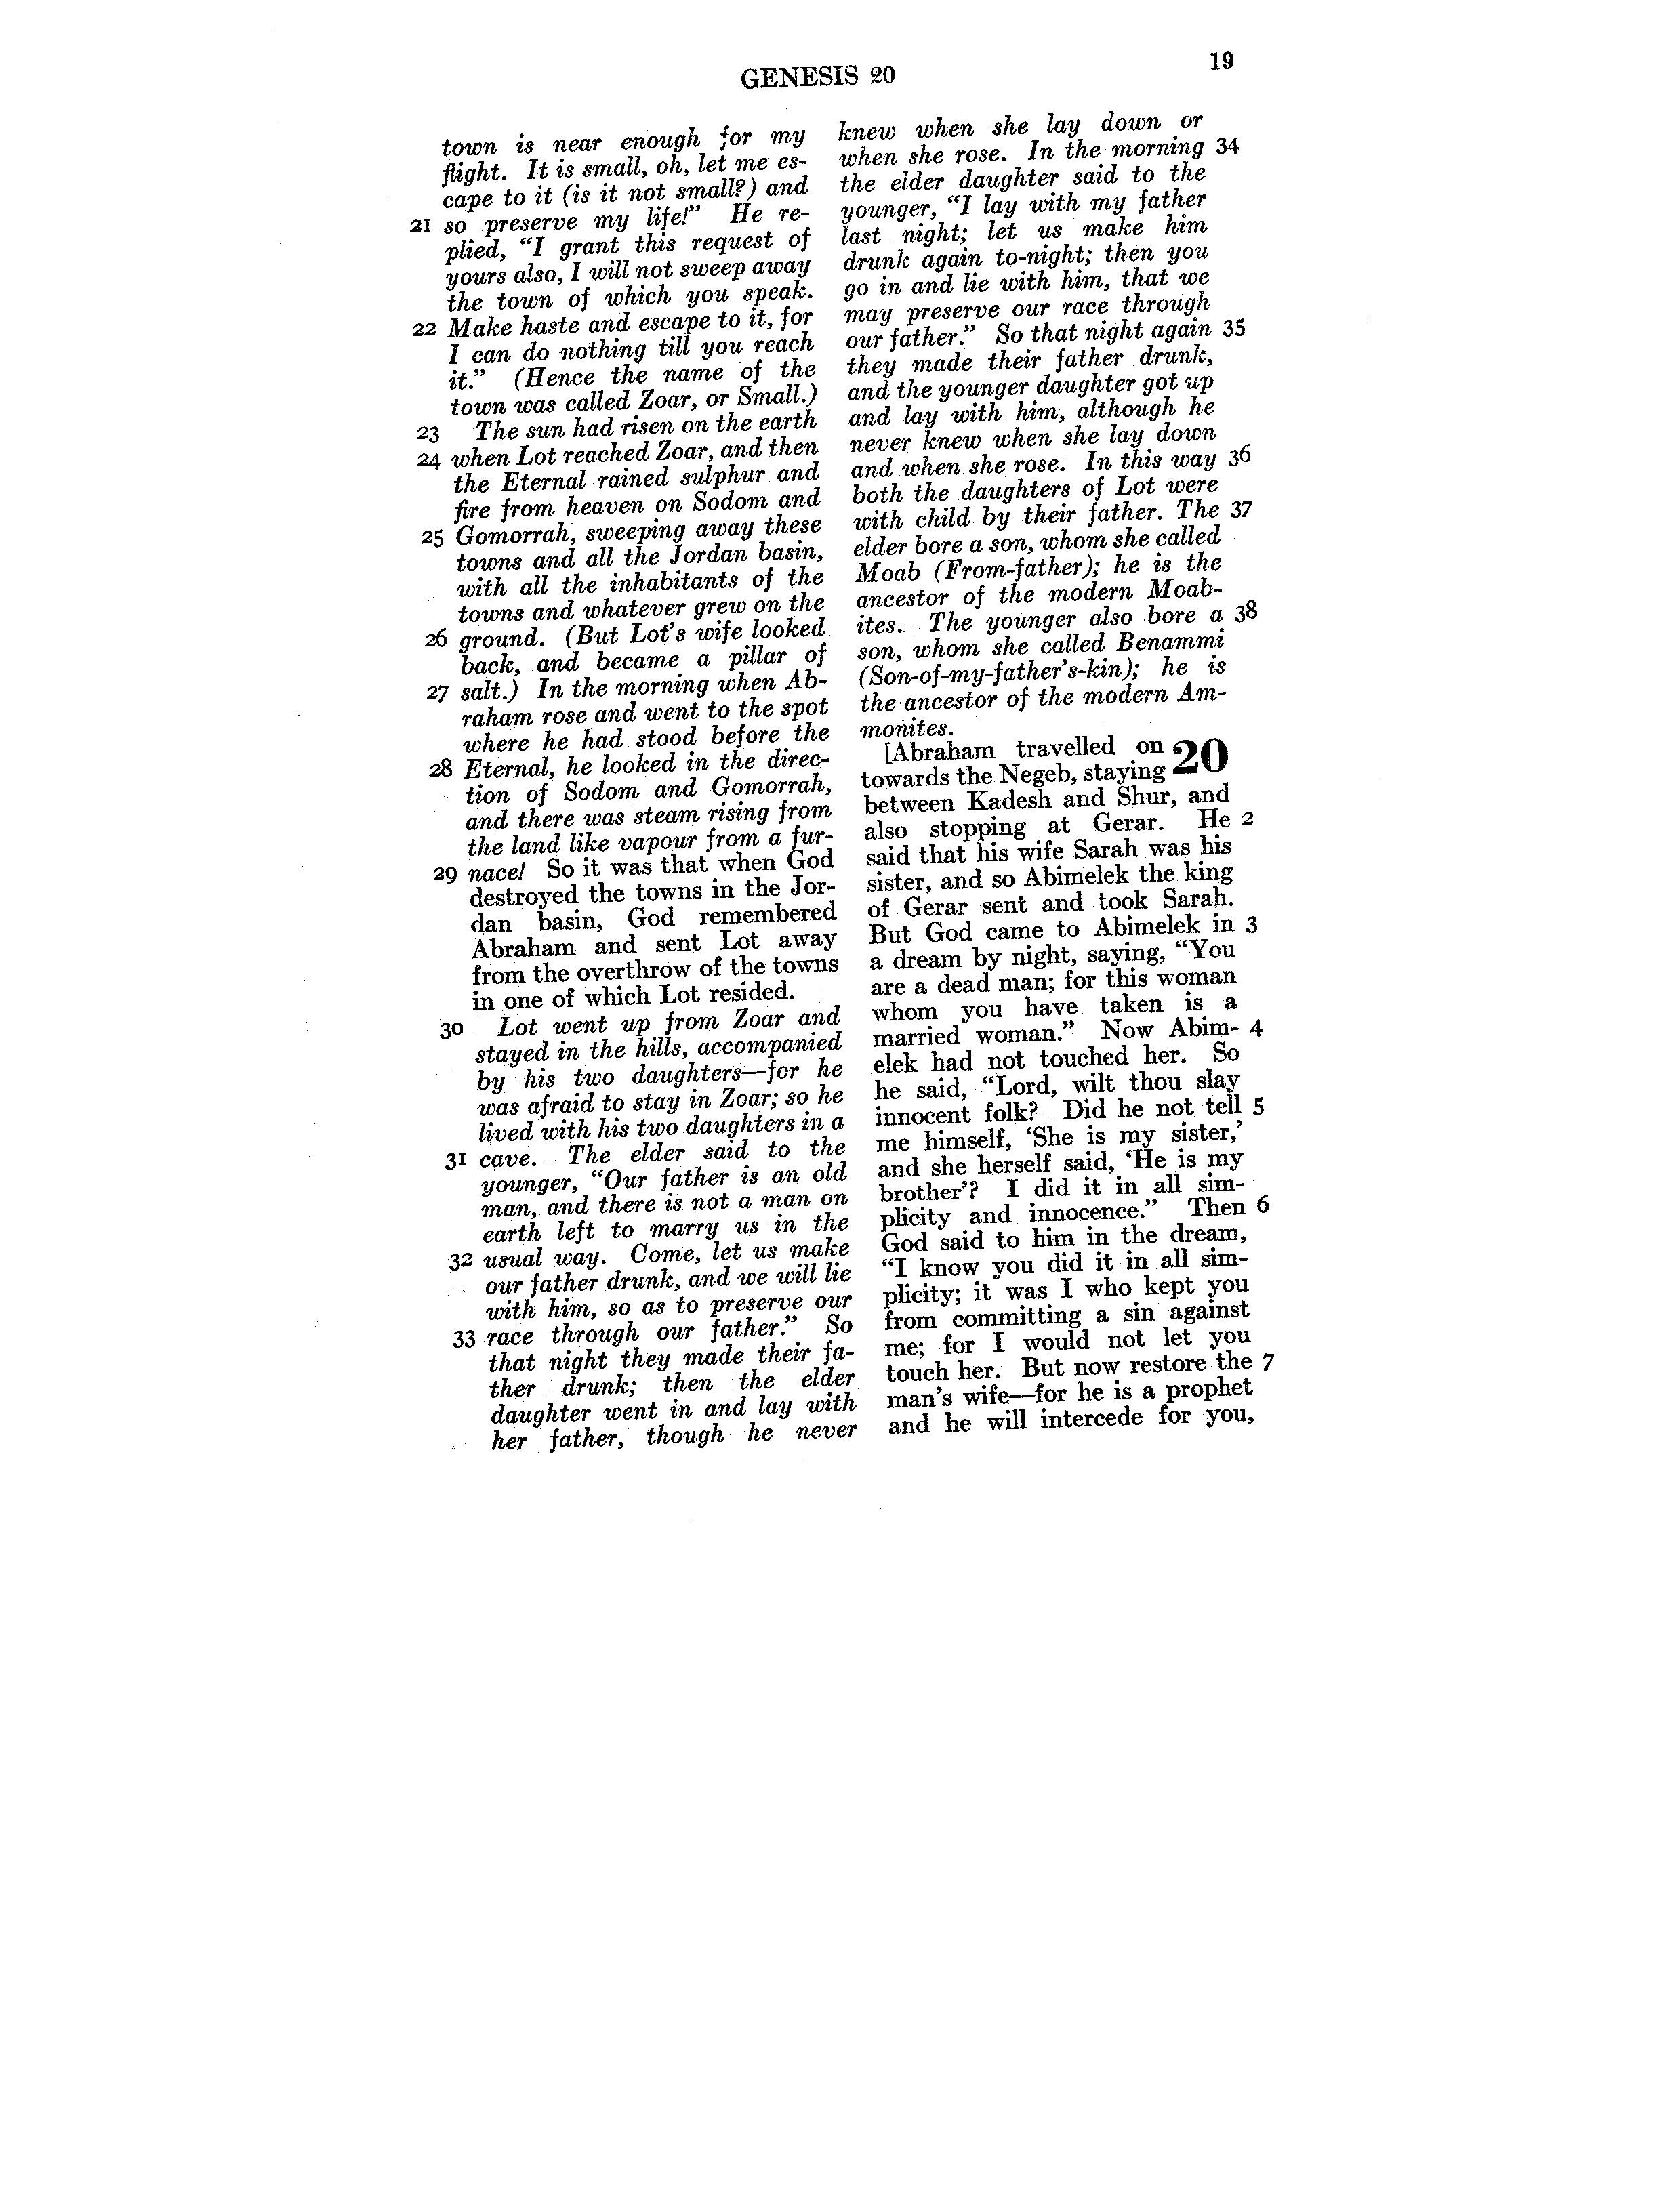 GENESIS 20
19
town is near enough for my
flight. It is small, oh, let me es-
cape to it (is it not small?) and
21 so preserve my life!” He re-
plied, “I grant this request of
yours also, I will not sweep away
the town of which you speak.
22 Make haste and escape to it, for
I can do nothing till you reach
it.” (Hence the name of the
town was called Zoar, or Small.)
23 The sun had risen on the earth
24 when Lot reached Zoar, and then
the Eternal rained sulphur and
fire from heaven on Sodom and
25 Gomorrah, sweeping away these
towns and all the Jordan basin,
with all the inhabitants of the
towns and whatever grew on the
26 ground. (But Lot’s wife looked
back, and became a pillar of
27 salt.) In the morning when Ab-
raham rose and went to the spot
where he had stood before the
28 Eternal, he looked in the direc-
tion of Sodom and Gomorrah,
and there was steam rising from
the land like vapour from a fur-
29 nace! So it was that when God
destroyed the towns in the Jor-
dan basin, God remembered
Abraham and sent Lot away
from the overthrow of the towns
in one of which Lot resided.
30 Lot went up from Zoar and
stayed in the hills, accompanied
by his two daughters—for he
was afraid to stay in Zoar; so he
lived with his two daughters in a
31 cave. The elder said to the
younger, “Our father is an old
man, and there is not a man on
earth left to marry us in the
32 usual way. Come, let us make
our father drunk, and we will lie
with him, so as to preserve our
33 race through our father.” So
that night they made their fa-
ther drunk; then the elder
daughter went in and lay with
her father, though he never
knew when she lay down or
when she rose. In the morning 34
the elder daughter said to the
younger, “I lay with my father
last night; let us make him
drunk again to-night; then you
go in and lie with him, that we
may preserve our race through
our father.” So that night again 35
they made their father drunk,
and the younger daughter got up
and lay with him, although he
never knew when she lay down
and when she rose. In this way 36
both the daughters of Lot were
with child by their father. The 37
elder bore a son, whom she called
Moab (From-father); he is the
ancestor of the modern Moab-
ites. The younger also bore a 38
son, whom she called Benammi
(Son-of-my-father’s-kin); he is
the ancestor of the modern Am-
monites.
[Abraham travelled on 20
towards the Negeb, staying
between Kadesh and Shur, and
also stopping at Gerar. He 2
said that his wife Sarah was his
sister, and so Abimelek the king
of Gerar sent and took Sarah.
But God came to Abimelek in 3
a dream by night, saying, “You
are a dead man; for this woman
whom you have taken is a
married woman.” Now Abim- 4
elek had not touched her. So
he said, “Lord, wilt thou slay
innocent folk? Did he not tell 5
me himself, ‘She is my sister,’
and she herself said, ‘He is my
brother’? I did it in all sim-
plicity and innocence.” Then 6
God said to him in the dream,
“I know you did it in all sim-
plicity; it was I who kept you
from committing a sin against
me; for I would not let you
touch her. But now restore the 7
man’s wife—for he is a prophet
and he will intercede for you,